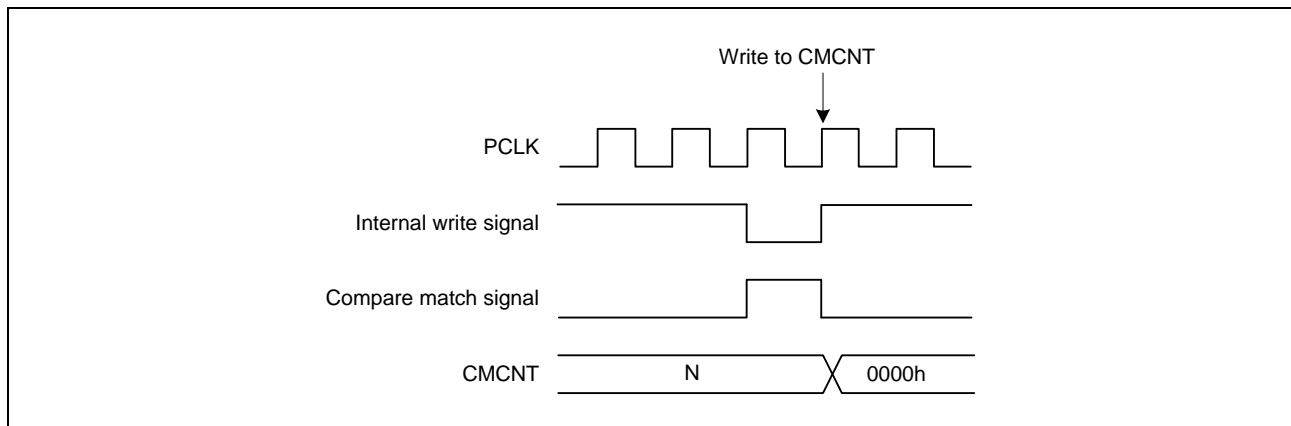 Write to CMCNT
PCLK
Internal write signal
Compare match signal
CMCNT
N
0000h